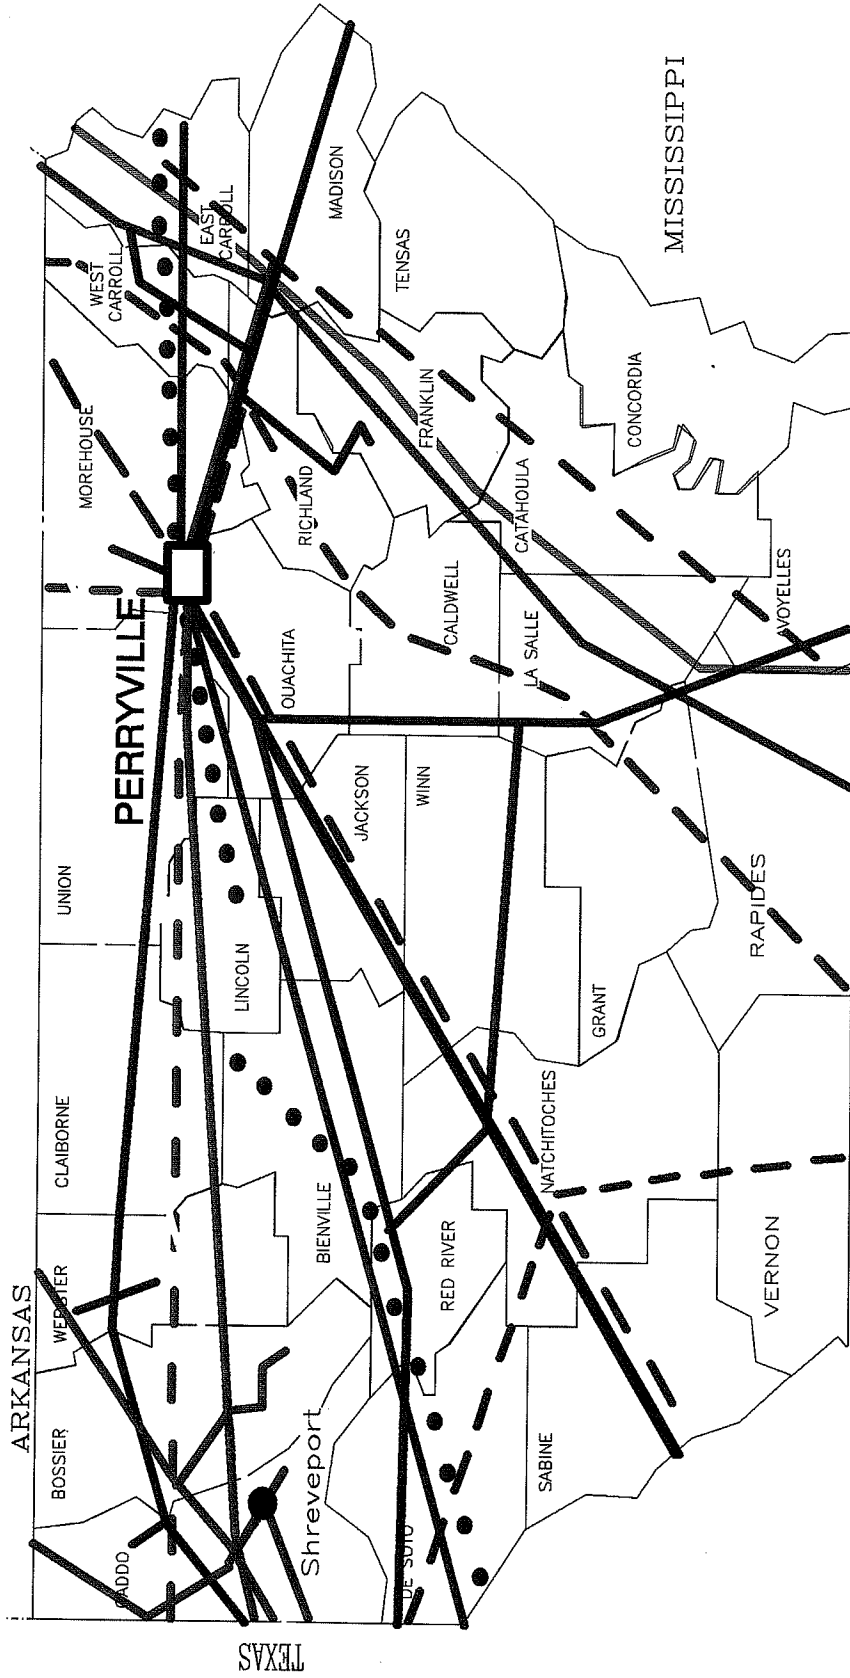 ARKANSAS
BOSSIER
WEBSTER
CLAIBORNE
UNION
MOREHOUSE
WEST
CARROLL
CADDO
PERRYVILLE
EAST
CARROLL
TEXAS
LINCOLN
OUACHITA
RICHLAND
MADISON
Shreveport
BIENVILLE
JACKSON
DE SOTO
RED RIVER
WINN
CALDWELL
FRANKLIN
TENSAS
SABINE
NATCHITOCHES
LA SALLE
CATAHOULA
GRANT
CONCORDIA
MISSISSIPPI
VERNON
RAPIDES
AVOYELLES